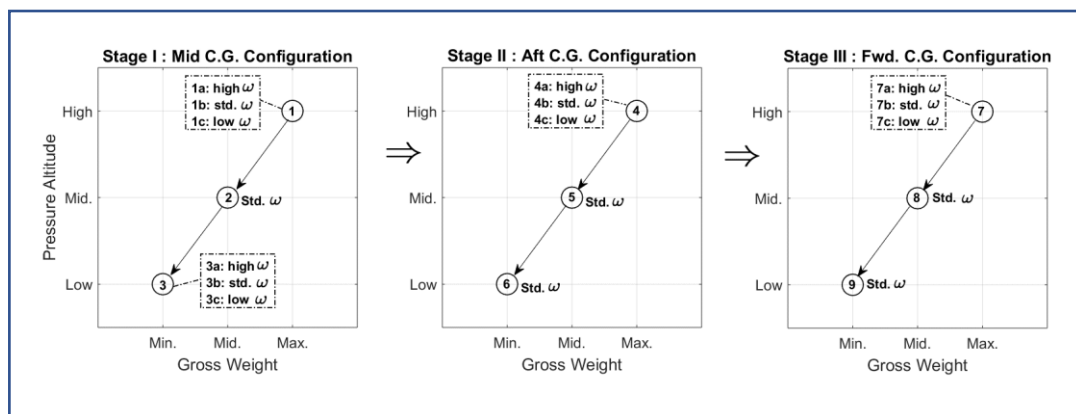 Stage I : Mid C.G. Configuration
1a: high ω
1b: std. ω
1c: low ω
1
2
Std. ω
3a: high ω
3b: std. ω
3c: low ω
3
High
Mid.
Low
Pressure Altitude
Min. Mid. Max.
Gross Weight
⇒
Stage II : Aft C.G. Configuration
4a: high ω
4b: std. ω
4c: low ω
4
5
Std. ω
6
Std. ω
High
Mid.
Low
Min. Mid. Max.
Gross Weight
⇒
Stage III : Fwd. C.G. Configuration
7a: high ω
7b: std. ω
7c: low ω
7
8
Std. ω
9
Std. ω
High
Mid.
Low
Min. Mid. Max.
Gross Weight